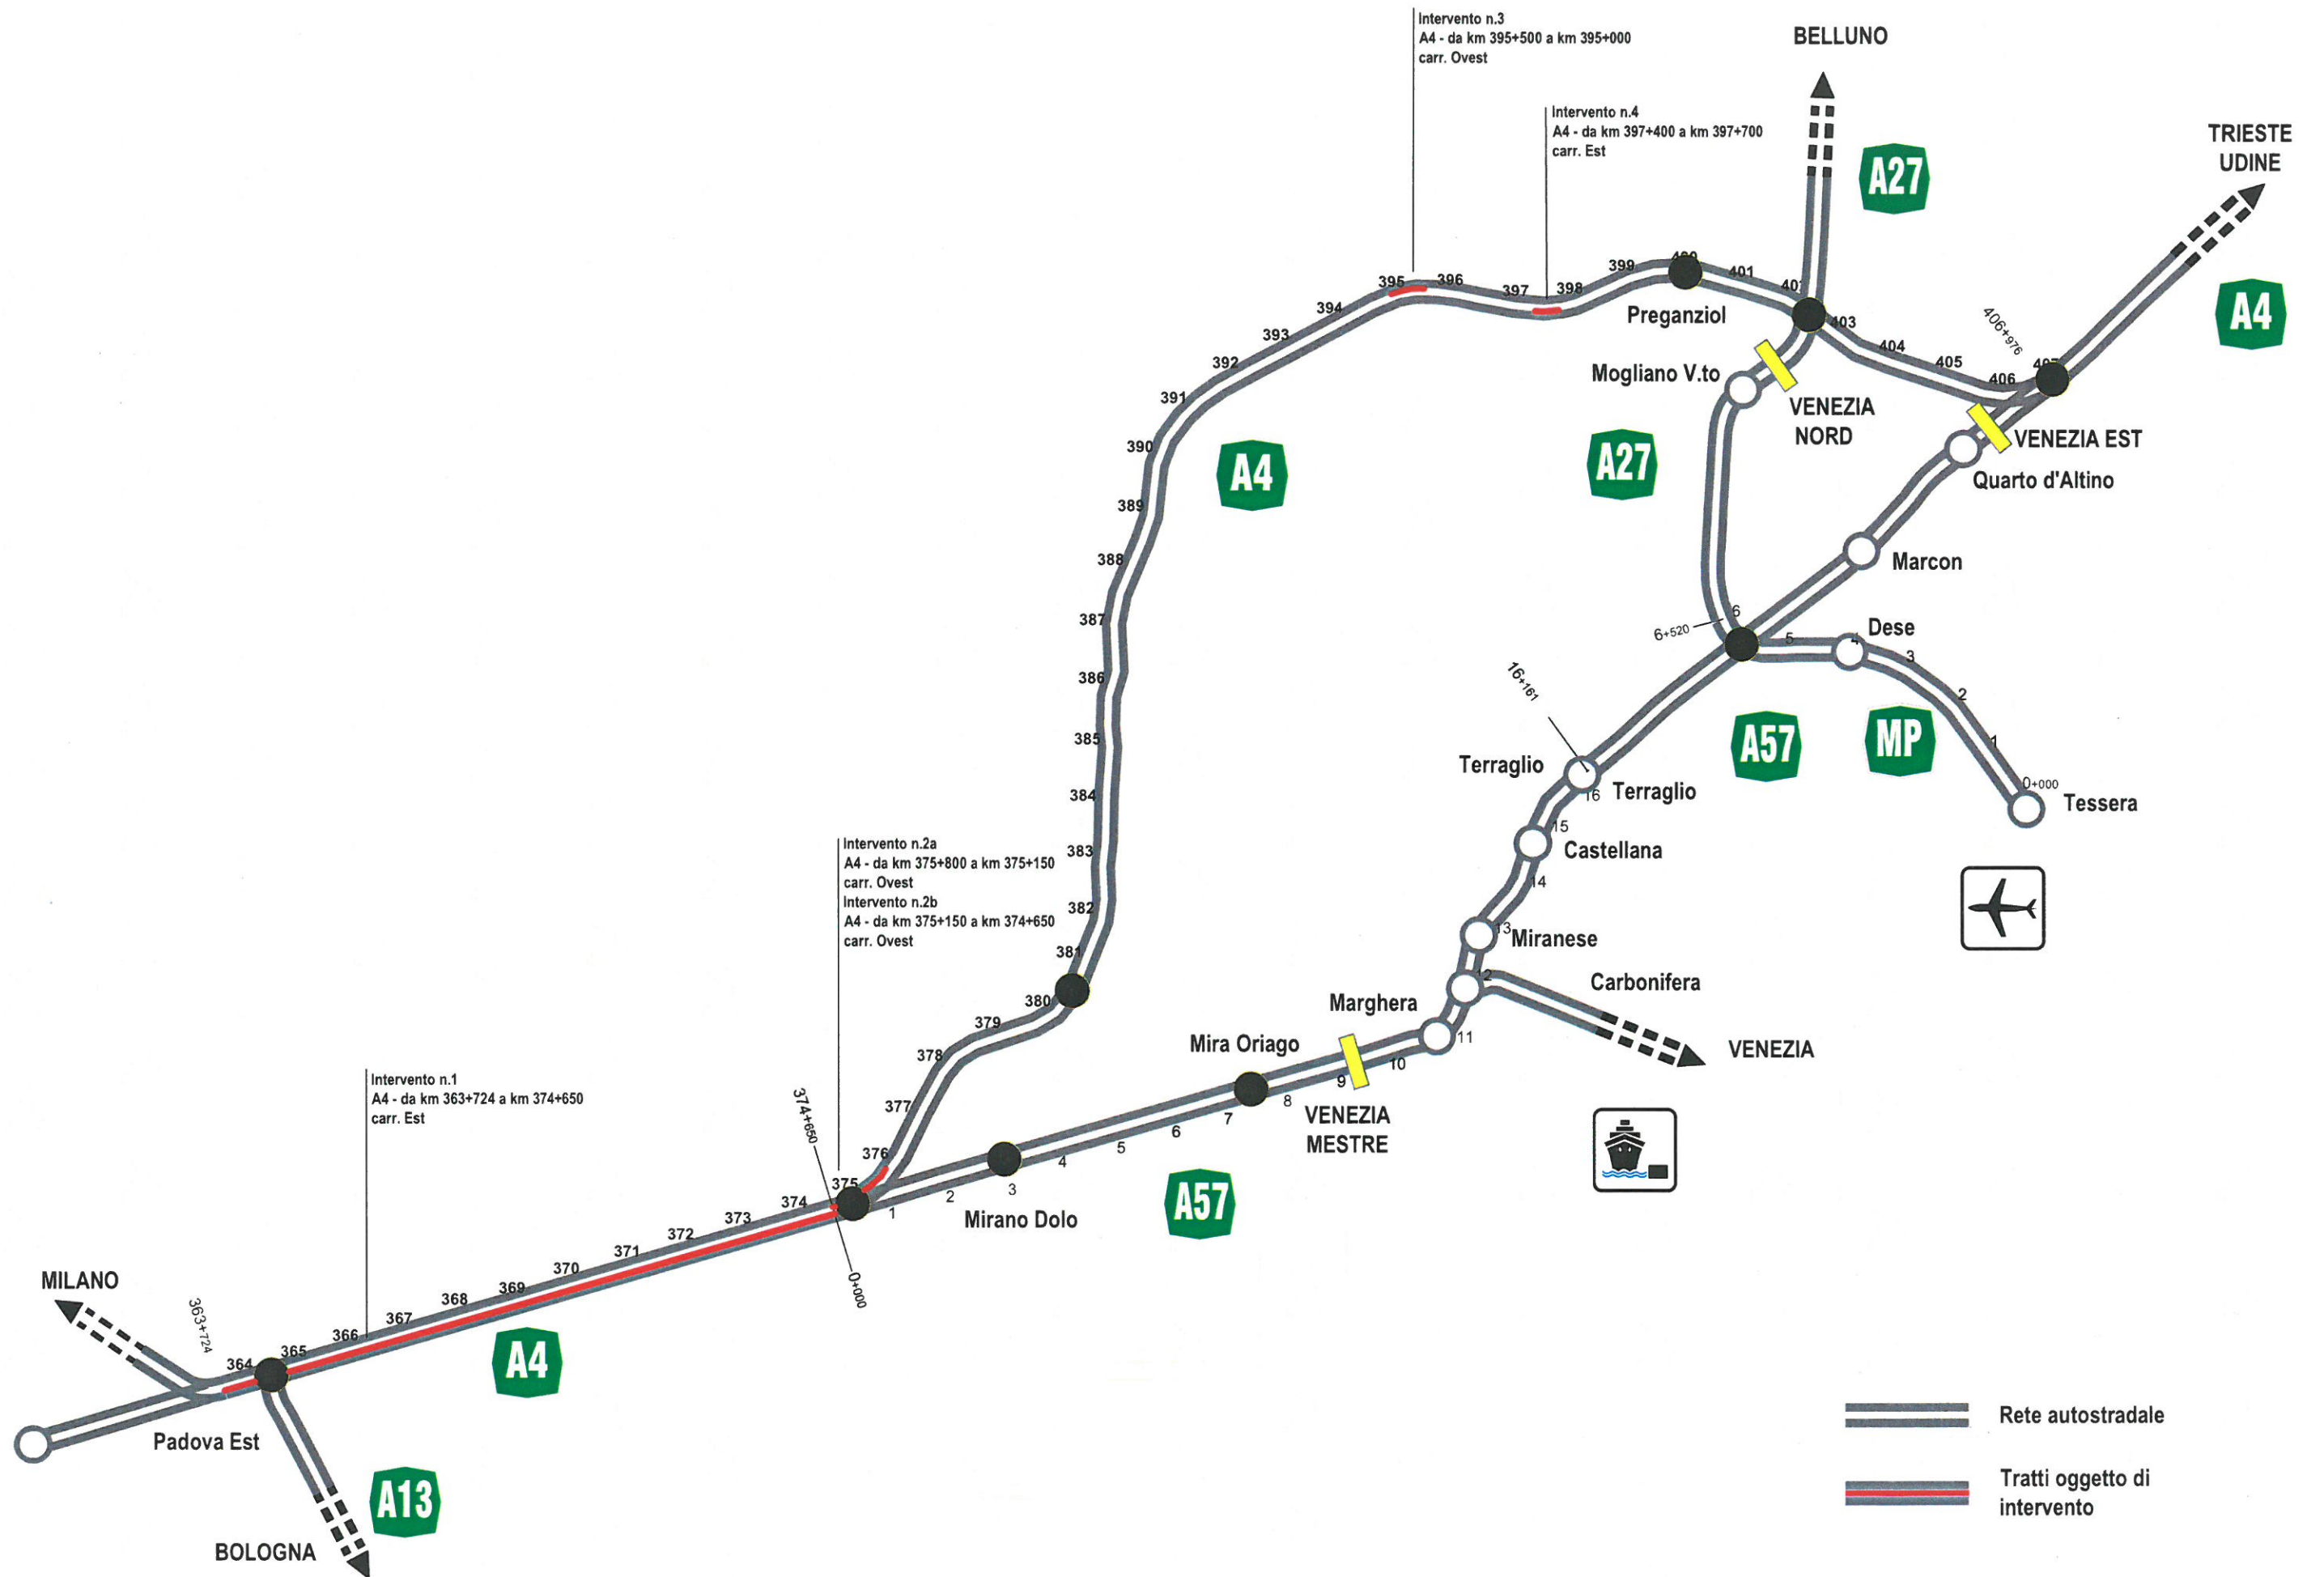 Intervento n.3
A4 - da km 395+500 a km 395+000
carr. Ovest
BELLUNO
Intervento n.4
A4 - da km 397+400 a km 397+700
carr. Est
TRIESTE
UDINE
A27
A4
395
396
397
398
399
400
401
403
404
405
406
407
406+976
Preganziol
Mogliano V.to
VENEZIA
NORD
VENEZIA EST
Quarto d'Altino
394
393
392
391
390
389
388
387
386
385
384
383
382
381
380
379
378
377
376
375
A4
A27
Marcon
6
6+520
5
4
Dese
3
2
1
0+000
Tessera
A57
MP
16+161
Terraglio
16
Terraglio
15
Castellana
14
13
Miranese
12
Carbonifera
Marghera
11
VENEZIA
Mira Oriago
10
9
8
VENEZIA
MESTRE
7
6
5
4
3
2
1
Mirano Dolo
A57
Intervento n.2a
A4 - da km 375+800 a km 375+150
carr. Ovest
Intervento n.2b
A4 - da km 375+150 a km 374+650
carr. Ovest
Intervento n.1
A4 - da km 363+724 a km 374+650
carr. Est
374+650
0+000
374
373
372
371
370
369
368
367
366
365
364
363+724
MILANO
A4
Padova Est
A13
BOLOGNA
Rete autostradale
Tratti oggetto di
intervento